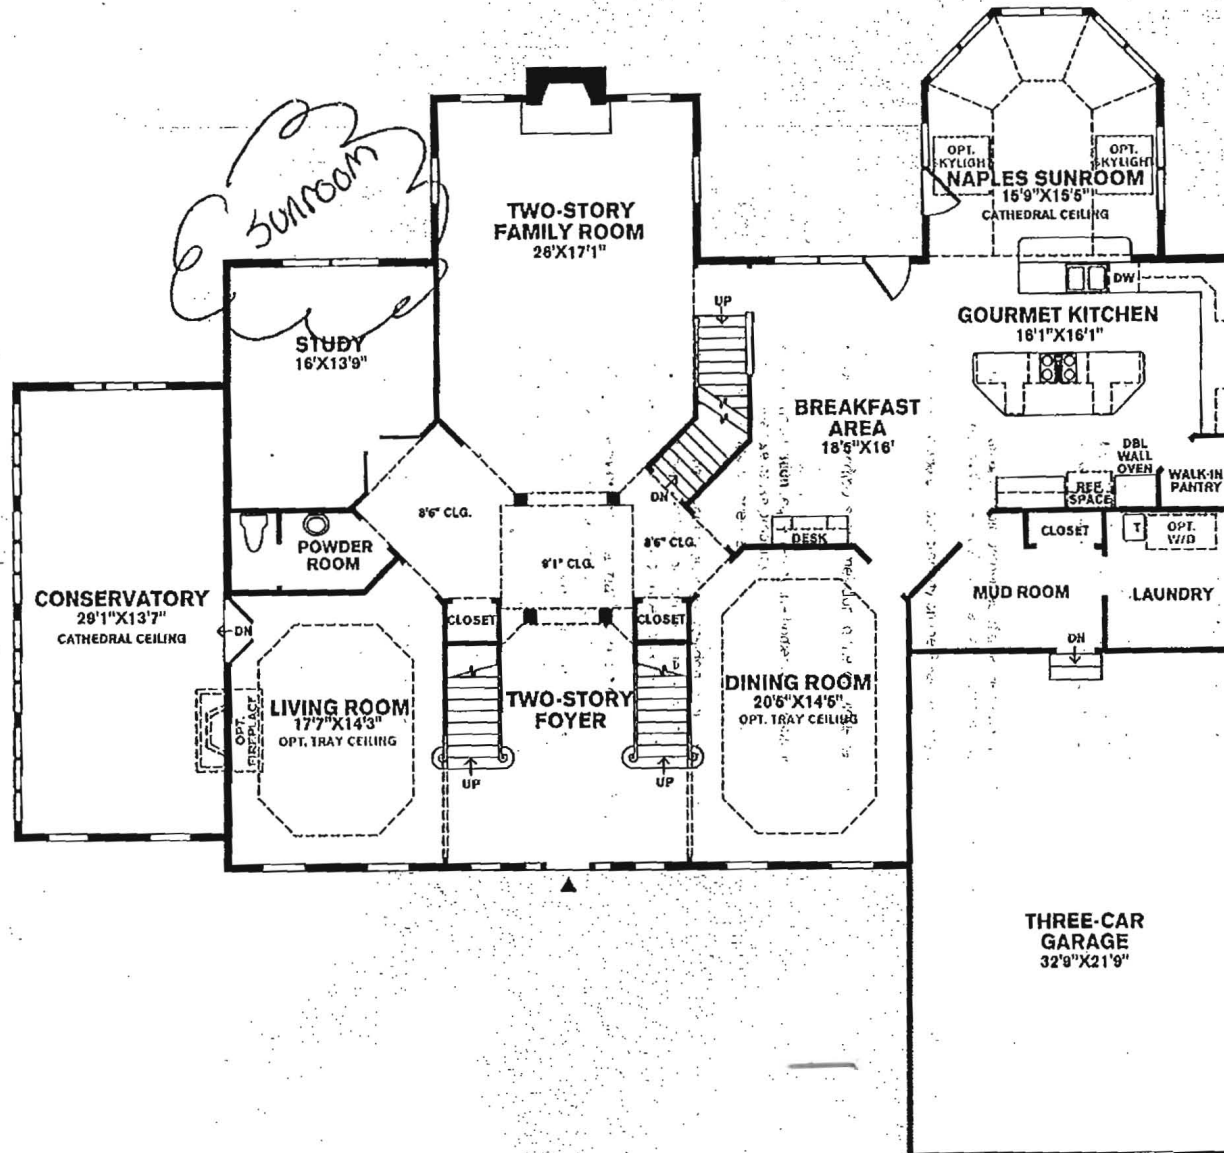 Sunroom
OPT.
KYLIGH
OPT.
KYLIGH
NAPLES SUNROOM
15'9"X15'5"
CATHEDRAL CEILING
TWO-STORY
FAMILY ROOM
28'X17'1"
UP
DW
GOURMET KITCHEN
16'1"X16'1"
STUDY
16'X13'9"
BREAKFAST
AREA
18'5"X16'
DBL
WALL
OVEN
WALK-IN
PANTRY
REF.
SPACE
DN
8'6" CLG.
8'6" CLG.
9'1" CLG.
DESK
CLOSET
T
OPT.
W/D
POWDER
ROOM
CONSERVATORY
29'1"X13'7"
CATHEDRAL CEILING
DN
CLOSET
CLOSET
MUD ROOM
LAUNDRY
DN
LIVING ROOM
17'7"X14'3"
OPT. TRAY CEILING
OPT.
FIREPLACE
TWO-STORY
FOYER
DINING ROOM
20'5"X14'5"
OPT. TRAY CEILING
UP
UP
THREE-CAR
GARAGE
32'9"X21'9"